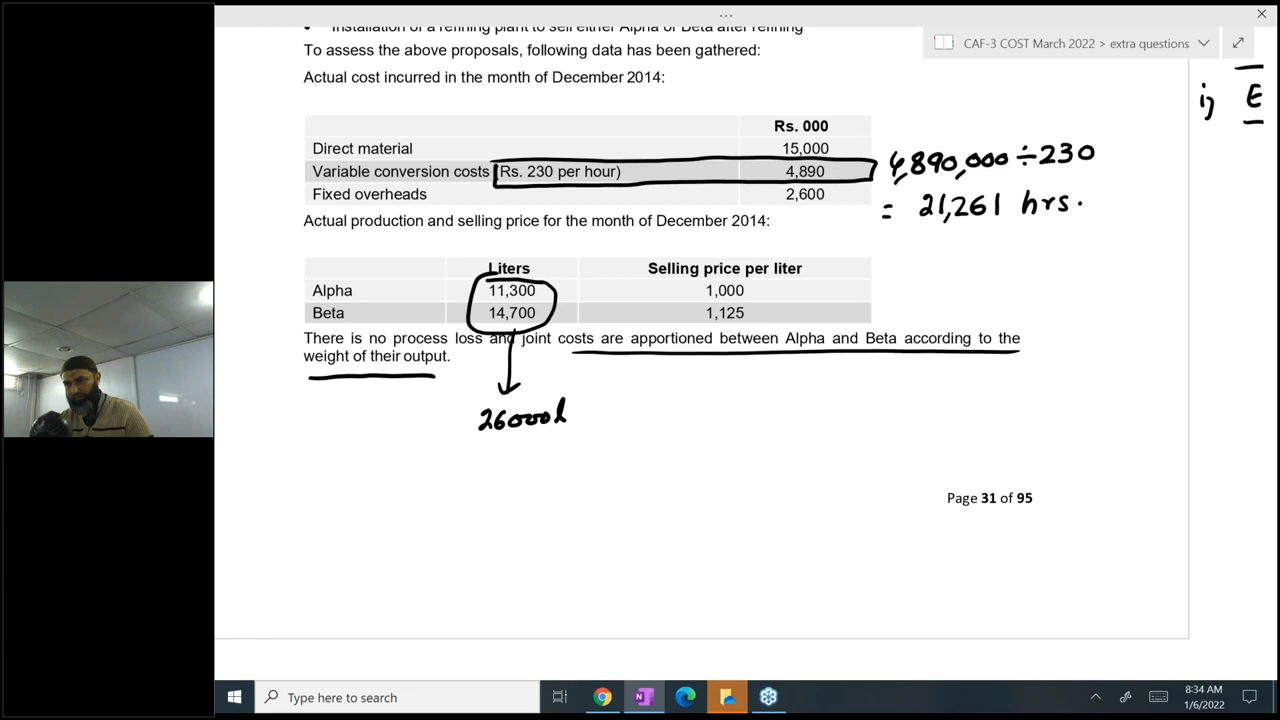 Installation of a refining plant to sell either Alpha or Beta after refining
To assess the above proposals, following data has been gathered:
CAF-3 COST March 2022 > extra questions
Actual cost incurred in the month of December 2014:
i, E
Rs. 000
Direct material 15,000
Variable conversion costs (Rs. 230 per hour) 4,890
4,890,000 ÷ 230
Fixed overheads 2,600
= 21,261 hrs.
Actual production and selling price for the month of December 2014:
Liters Selling price per liter
Alpha 11,300 1,000
Beta 14,700 1,125
There is no process loss and joint costs are apportioned between Alpha and Beta according to the
weight of their output.
26000l
Page 31 of 95
Type here to search
8:34 AM
1/6/2022